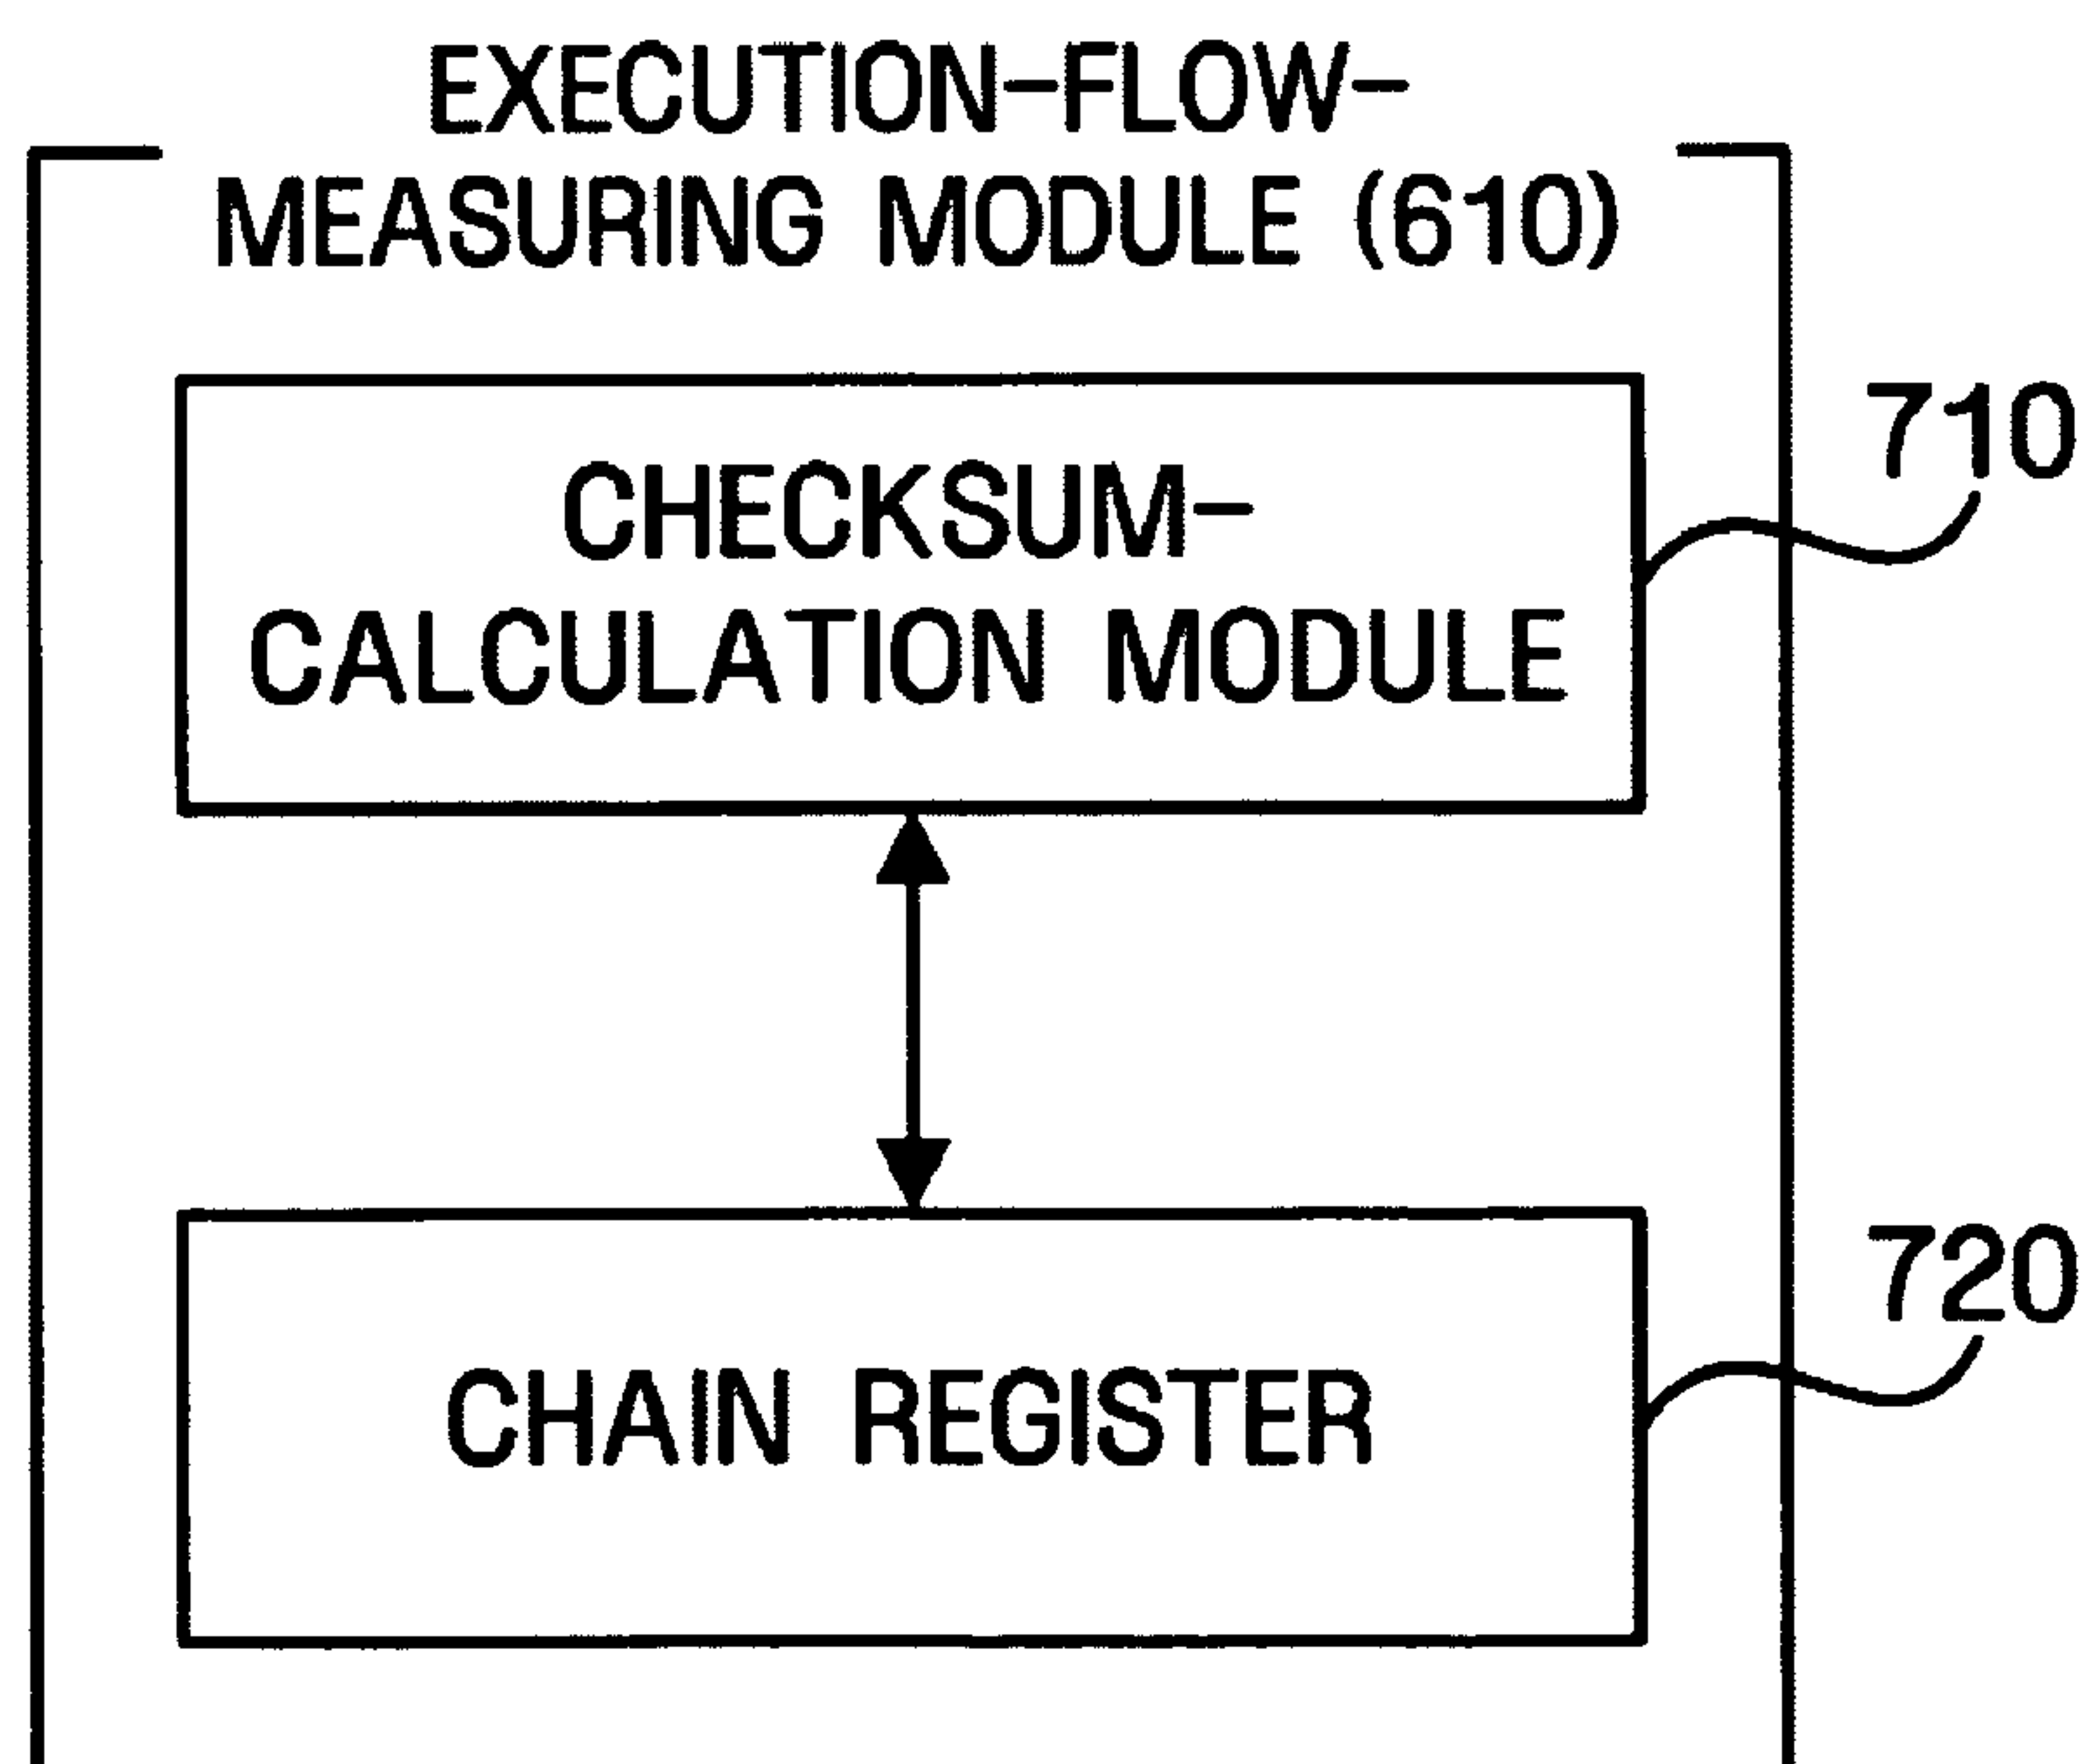 EXECUTION-FLOW-
MEASURING MODULE (610)
CHECKSUM-
CALCULATION MODULE
710
CHAIN REGISTER
720